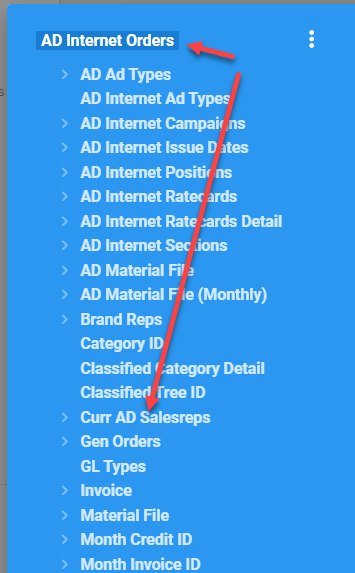 AD Internet Orders
AD Ad Types
AD Internet Ad Types
AD Internet Campaigns
AD Internet Issue Dates
AD Internet Positions
AD Internet Ratecards
AD Internet Ratecards Detail
AD Internet Sections
AD Material File
AD Material File (Monthly)
Brand Reps
Category ID
Classified Category Detail
Classified Tree ID
Curr AD Salesreps
Gen Orders
GL Types
Invoice
Material File
Month Credit ID
Month Invoice ID